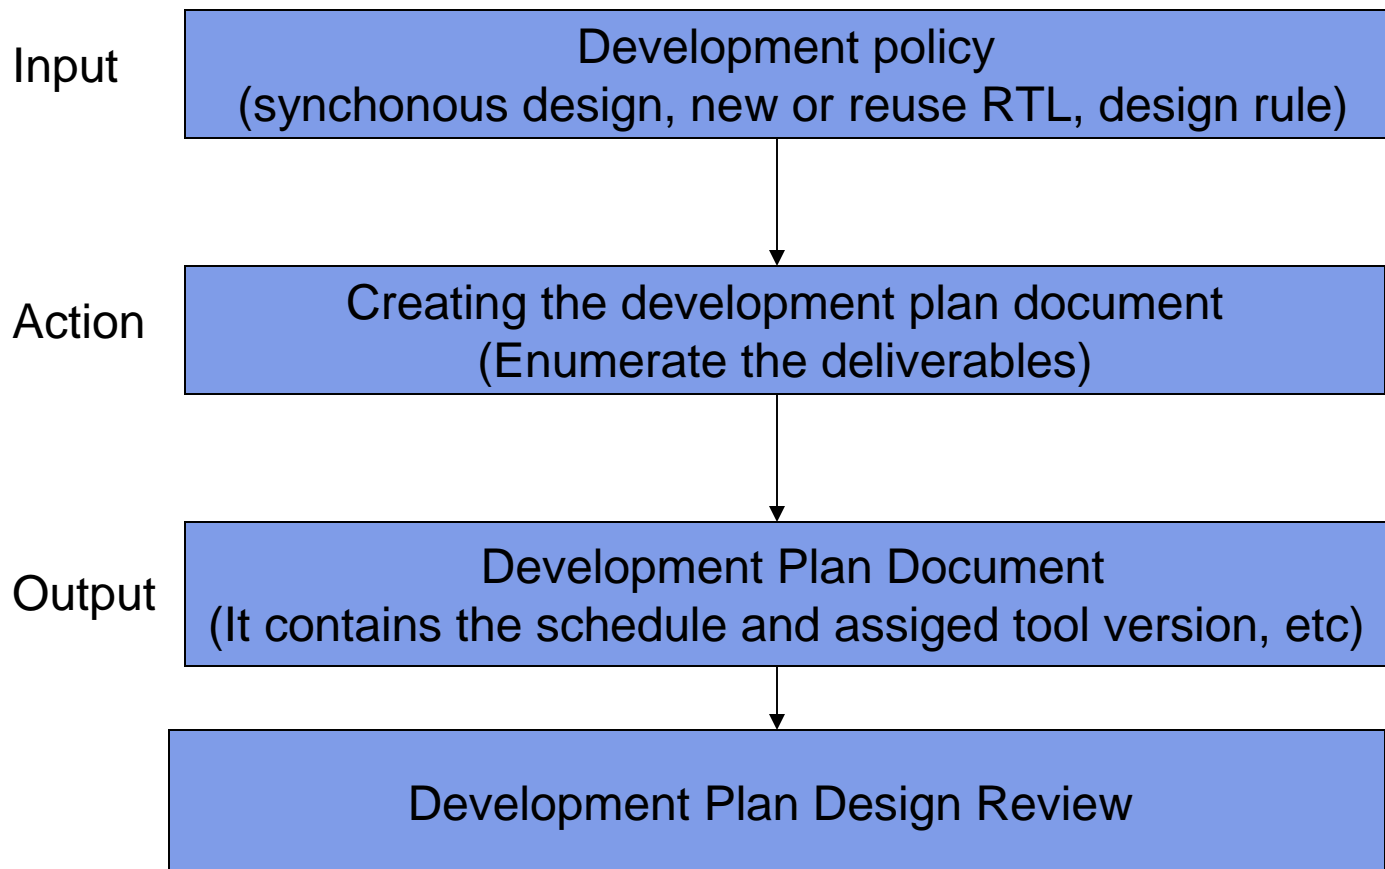 Input
Development policy
(synchonous design, new or reuse RTL, design rule)
Action
Creating the development plan document
(Enumerate the deliverables)
Output
Development Plan Document
(It contains the schedule and assiged tool version, etc)
Development Plan Design Review